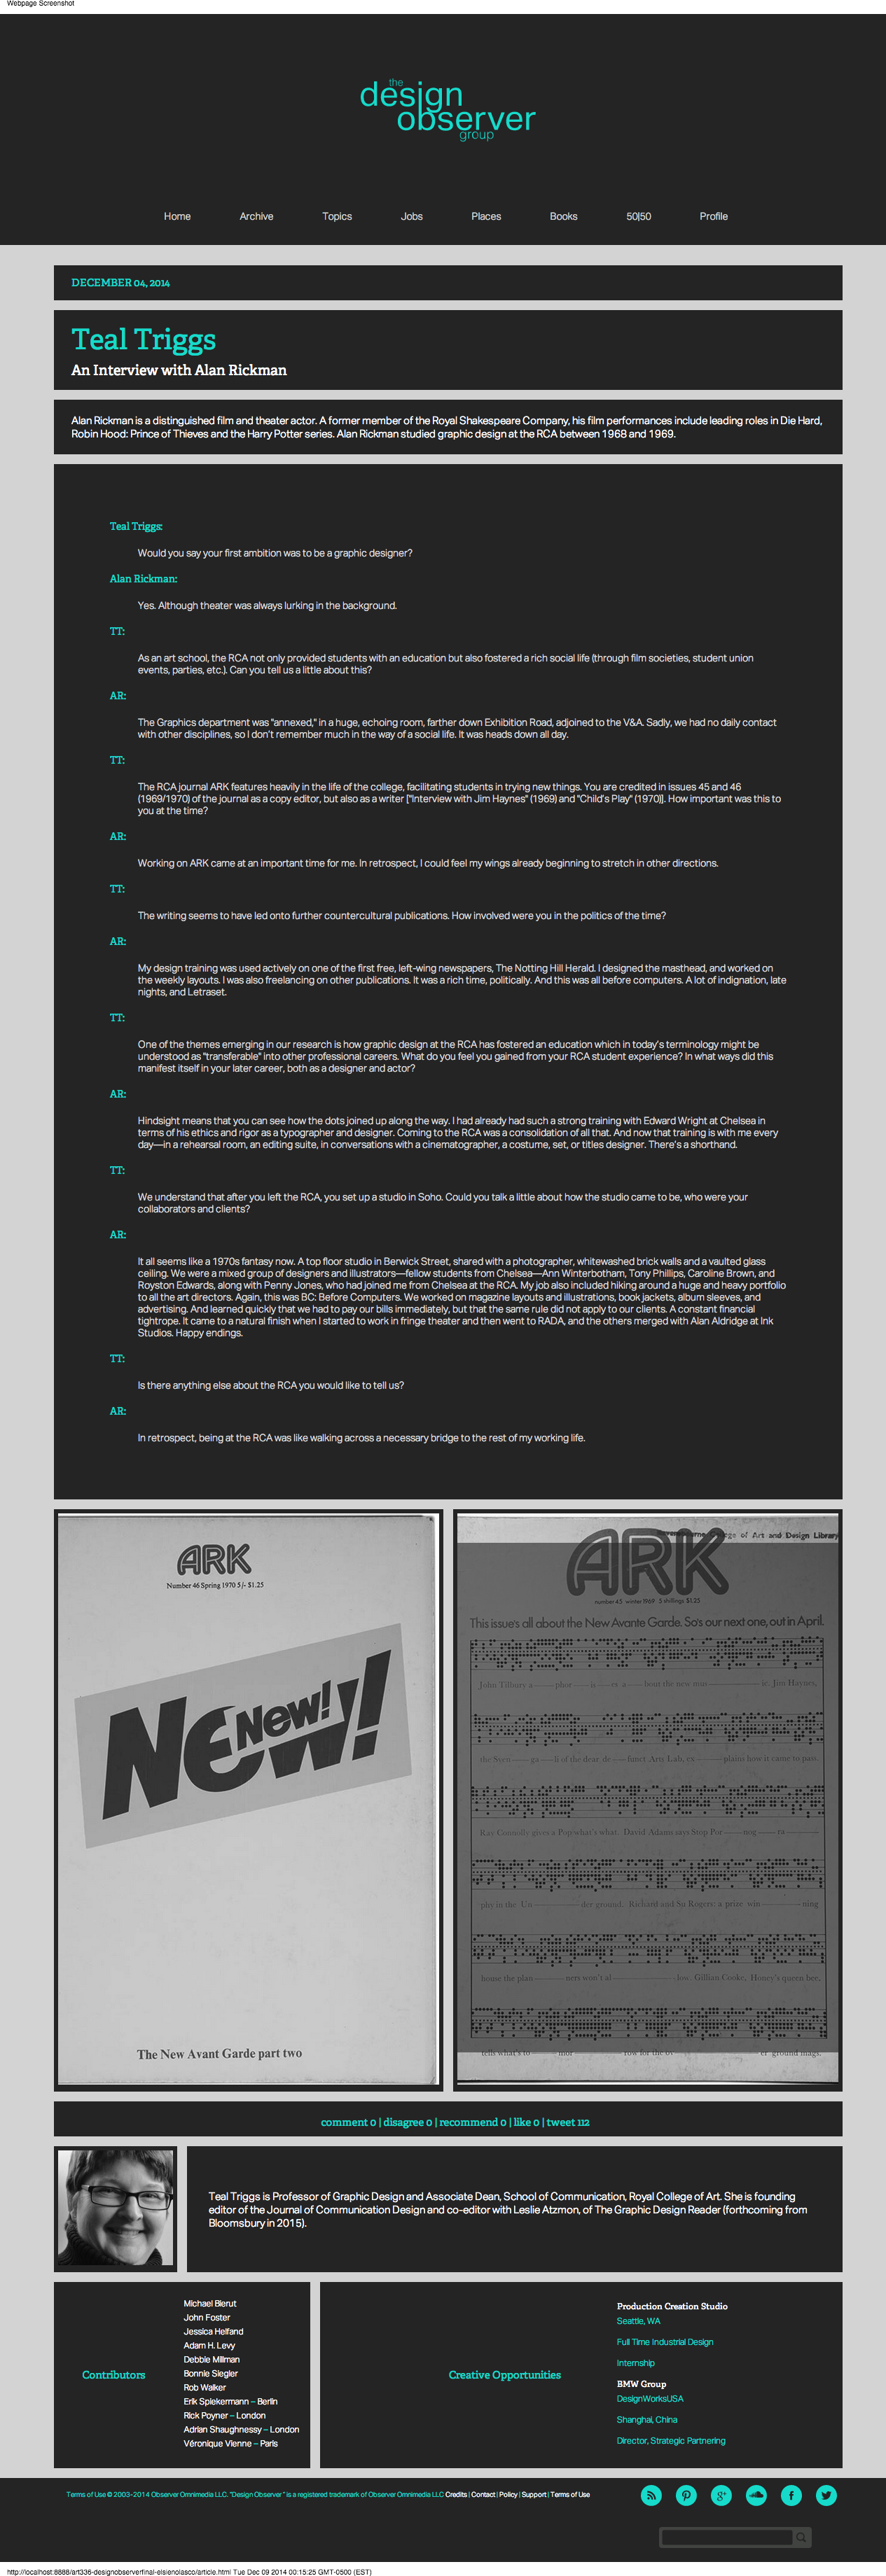 Webpage Screenshot
the
design
observer
group
Home Archive Topics Jobs Places Books 50|50 Profile
DECEMBER 04, 2014
Teal Triggs
An Interview with Alan Rickman
Alan Rickman is a distinguished film and theater actor. A former member of the Royal Shakespeare Company, his film performances include leading roles in Die Hard,
Robin Hood: Prince of Thieves and the Harry Potter series. Alan Rickman studied graphic design at the RCA between 1968 and 1969.
Teal Triggs:
Would you say your first ambition was to be a graphic designer?
Alan Rickman:
Yes. Although theater was always lurking in the background.
TT:
As an art school, the RCA not only provided students with an education but also fostered a rich social life (through film societies, student union
events, parties, etc.). Can you tell us a little about this?
AR:
The Graphics department was "annexed," in a huge, echoing room, farther down Exhibition Road, adjoined to the V&A. Sadly, we had no daily contact
with other disciplines, so I don't remember much in the way of a social life. It was heads down all day.
TT:
The RCA journal ARK features heavily in the life of the college, facilitating students in trying new things. You are credited in issues 45 and 46
(1969/1970) of the journal as a copy editor, but also as a writer ["Interview with Jim Haynes" (1969) and "Child's Play" (1970)]. How important was this to
you at the time?
AR:
Working on ARK came at an important time for me. In retrospect, I could feel my wings already beginning to stretch in other directions.
TT:
The writing seems to have led onto further countercultural publications. How involved were you in the politics of the time?
AR:
My design training was used actively on one of the first free, left-wing newspapers, The Notting Hill Herald. I designed the masthead, and worked on
the weekly layouts. I was also freelancing on other publications. It was a rich time, politically. And this was all before computers. A lot of indignation, late
nights, and Letraset.
TT:
One of the themes emerging in our research is how graphic design at the RCA has fostered an education which in today's terminology might be
understood as "transferable" into other professional careers. What do you feel you gained from your RCA student experience? In what ways did this
manifest itself in your later career, both as a designer and actor?
AR:
Hindsight means that you can see how the dots joined up along the way. I had already had such a strong training with Edward Wright at Chelsea in
terms of his ethics and rigor as a typographer and designer. Coming to the RCA was a consolidation of all that. And now that training is with me every
day—in a rehearsal room, an editing suite, in conversations with a cinematographer, a costume, set, or titles designer. There's a shorthand.
TT:
We understand that after you left the RCA, you set up a studio in Soho. Could you talk a little about how the studio came to be, who were your
collaborators and clients?
AR:
It all seems like a 1970s fantasy now. A top floor studio in Berwick Street, shared with a photographer, whitewashed brick walls and a vaulted glass
ceiling. We were a mixed group of designers and illustrators—fellow students from Chelsea—Ann Winterbotham, Tony Phillips, Caroline Brown, and
Royston Edwards, along with Penny Jones, who had joined me from Chelsea at the RCA. My job also included hiking around a huge and heavy portfolio
to all the art directors. Again, this was BC: Before Computers. We worked on magazine layouts and illustrations, book jackets, album sleeves, and
advertising. And learned quickly that we had to pay our bills immediately, but that the same rule did not apply to our clients. A constant financial
tightrope. It came to a natural finish when I started to work in fringe theater and then went to RADA, and the others merged with Alan Aldridge at Ink
Studios. Happy endings.
TT:
Is there anything else about the RCA you would like to tell us?
AR:
In retrospect, being at the RCA was like walking across a necessary bridge to the rest of my working life.
ARK
Number 46 Spring 1970 5/- $1.25
New!
New!
The New Avant Garde part two
College of Art and Design Library
ARK
number 45 winter 1969 5 shillings $1.25
This issue's all about the New Avante Garde. So's our next one, out in April.
John Tilbury a phor is es a bout the new mu ic. Jim Haynes,
the Sven ga li of the dear de funct Arts Lab, ex plains how it came to pass.
Ray Connolly gives a Pop what's what. David Adams says Stop Por nog ra
phy in the Un der ground. Richard and Su Rogers: a prize win ning
house the plan ners won't al low. Gillian Cooke, Honey's queen bee,
tells what's to mor row for the ov er ground mags.
comment 0 | disagree 0 | recommend 0 | like 0 | tweet 112
Teal Triggs is Professor of Graphic Design and Associate Dean, School of Communication, Royal College of Art. She is founding
editor of the Journal of Communication Design and co-editor with Leslie Atzmon, of The Graphic Design Reader (forthcoming from
Bloomsbury in 2015).
Contributors
Michael Bierut
John Foster
Jessica Helfand
Adam H. Levy
Debbie Millman
Bonnie Siegler
Rob Walker
Erik Spiekermann – Berlin
Rick Poyner – London
Adrian Shaughnessy – London
Véronique Vienne – Paris
Creative Opportunities
Production Creation Studio
Seattle, WA
Full Time Industrial Design
Internship
BMW Group
DesignWorksUSA
Shanghai, China
Director, Strategic Partnering
Terms of Use © 2003-2014 Observer Omnimedia LLC. "Design Observer" is a registered trademark of Observer Omnimedia LLC Credits | Contact | Policy | Support | Terms of Use
http://localhost:8888/art336-designobserverfinal-elsienolasco/article.html Tue Dec 09 2014 00:15:25 GMT-0500 (EST)